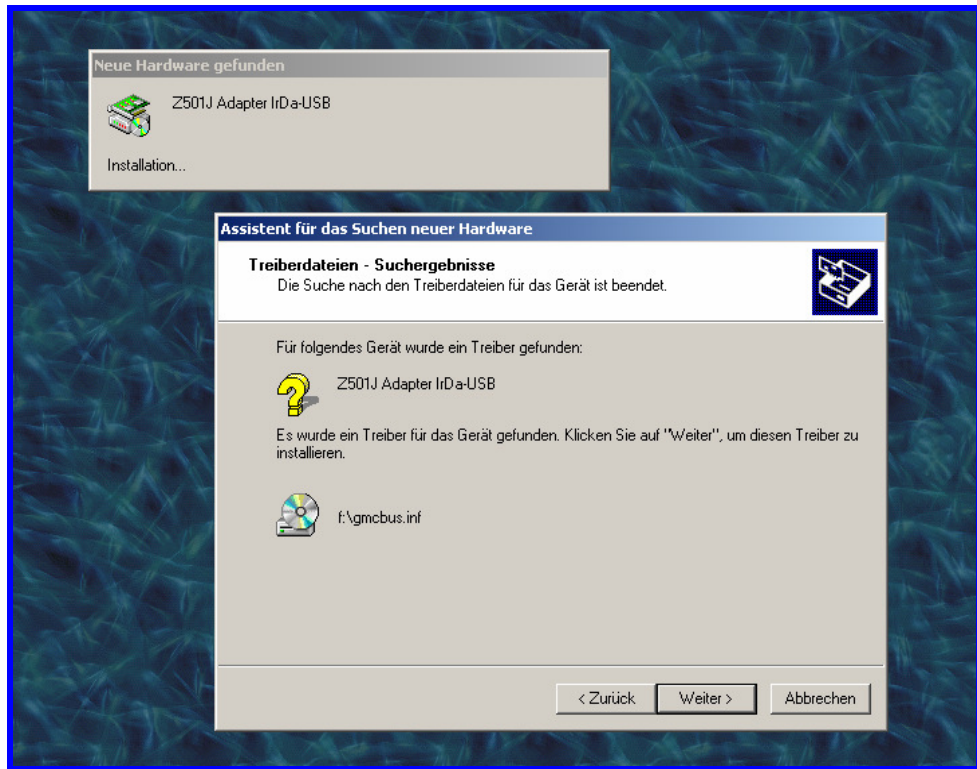 Neue Hardware gefunden
Z501J Adapter IrDa-USB
Installation...
Assistent für das Suchen neuer Hardware
Treiberdateien - Suchergebnisse
Die Suche nach den Treiberdateien für das Gerät ist beendet.
Für folgendes Gerät wurde ein Treiber gefunden:
Z501J Adapter IrDa-USB
Es wurde ein Treiber für das Gerät gefunden. Klicken Sie auf "Weiter", um diesen Treiber zu
installieren.
f:\gmcbus.inf
< Zurück Weiter > Abbrechen